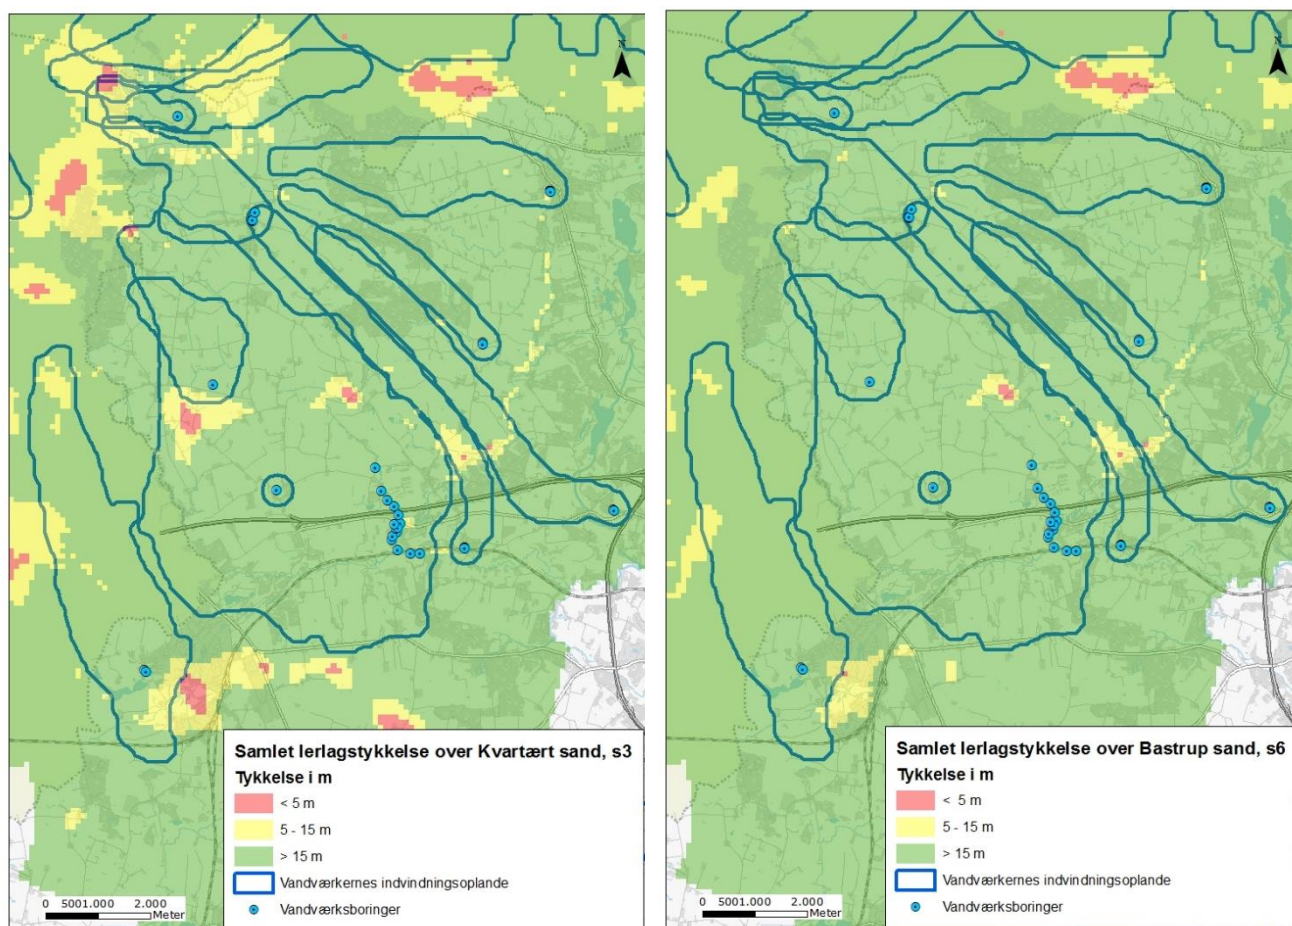 N
Samlet lerlagstykkelse over Kvartært sand, s3
Tykkelse i m
< 5 m
5 - 15 m
> 15 m
Vandværkernes indvindningsoplande
Vandværksboringer
0 5001.000 2.000
Meter
N
Samlet lerlagstykkelse over Bastrup sand, s6
Tykkelse i m
< 5 m
5 - 15 m
> 15 m
Vandværkernes indvindningsoplande
Vandværksboringer
0 5001.000 2.000
Meter